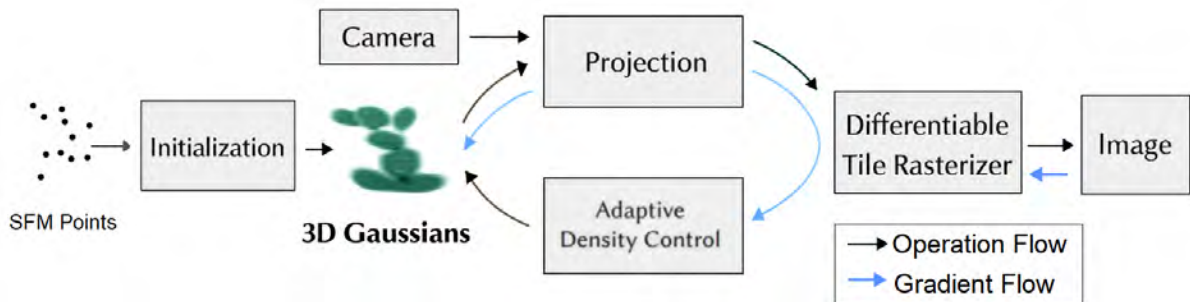 Camera
Projection
Initialization
Differentiable
Tile Rasterizer
Image
SFM Points
3D Gaussians
Adaptive
Density Control
Operation Flow
Gradient Flow